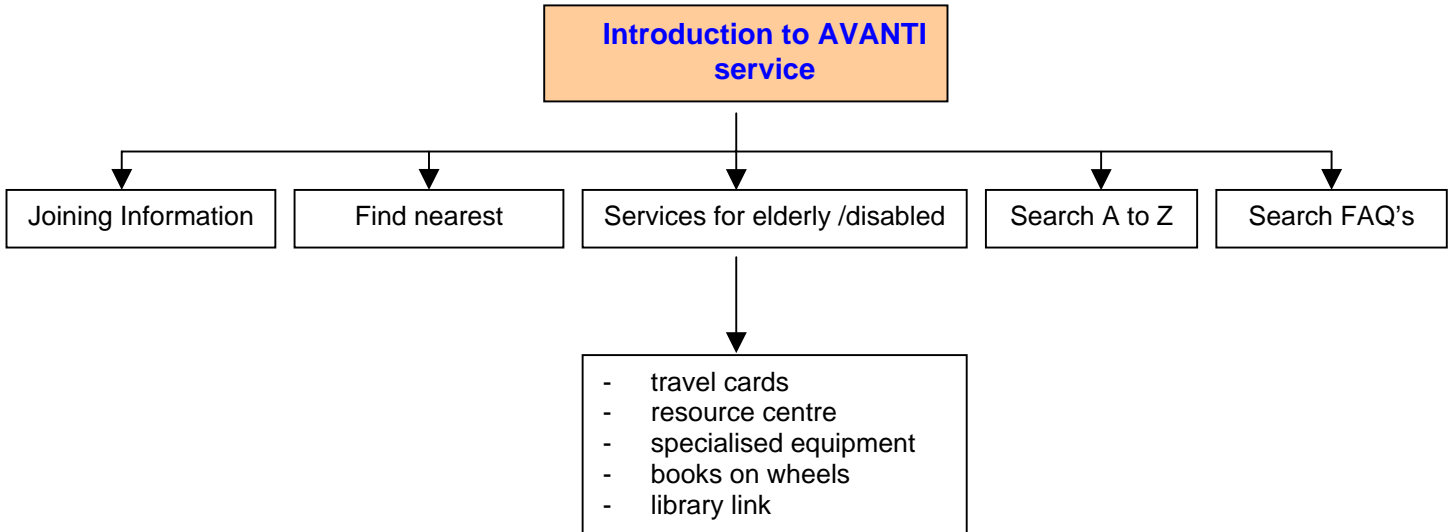 Introduction to AVANTI
service
Joining Information
Find nearest
Services for elderly /disabled
Search A to Z
Search FAQ's
- travel cards
- resource centre
- specialised equipment
- books on wheels
- library link